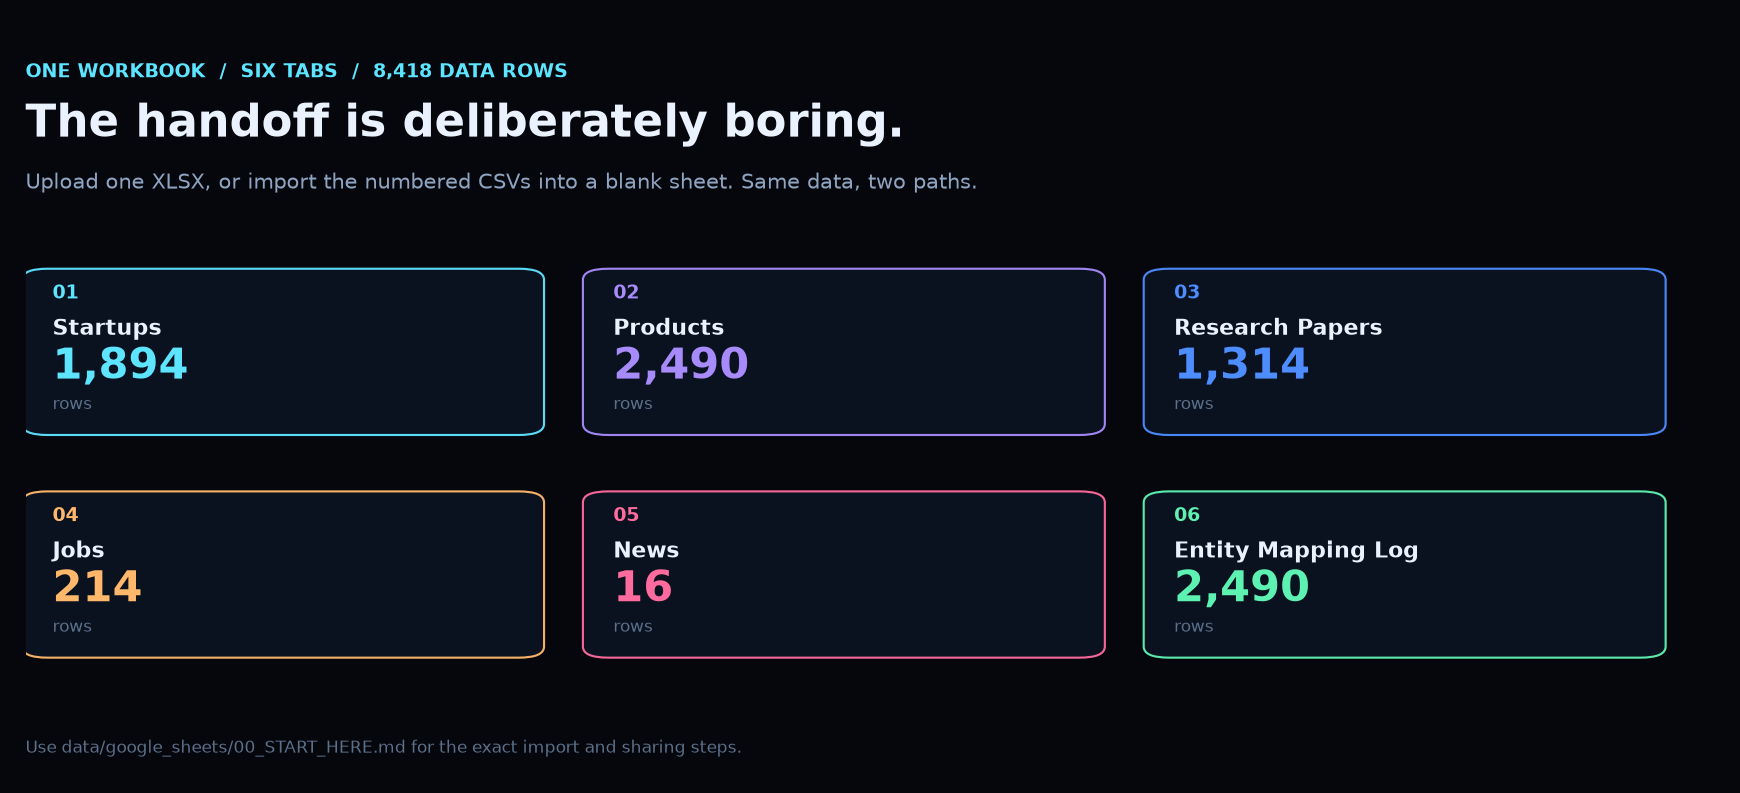 ONE WORKBOOK / SIX TABS / 8,418 DATA ROWS
The handoff is deliberately boring.
Upload one XLSX, or import the numbered CSVs into a blank sheet. Same data, two paths.
01
Startups
1,894
rows
02
Products
2,490
rows
03
Research Papers
1,314
rows
04
Jobs
214
rows
05
News
16
rows
06
Entity Mapping Log
2,490
rows
Use data/google_sheets/00_START_HERE.md for the exact import and sharing steps.